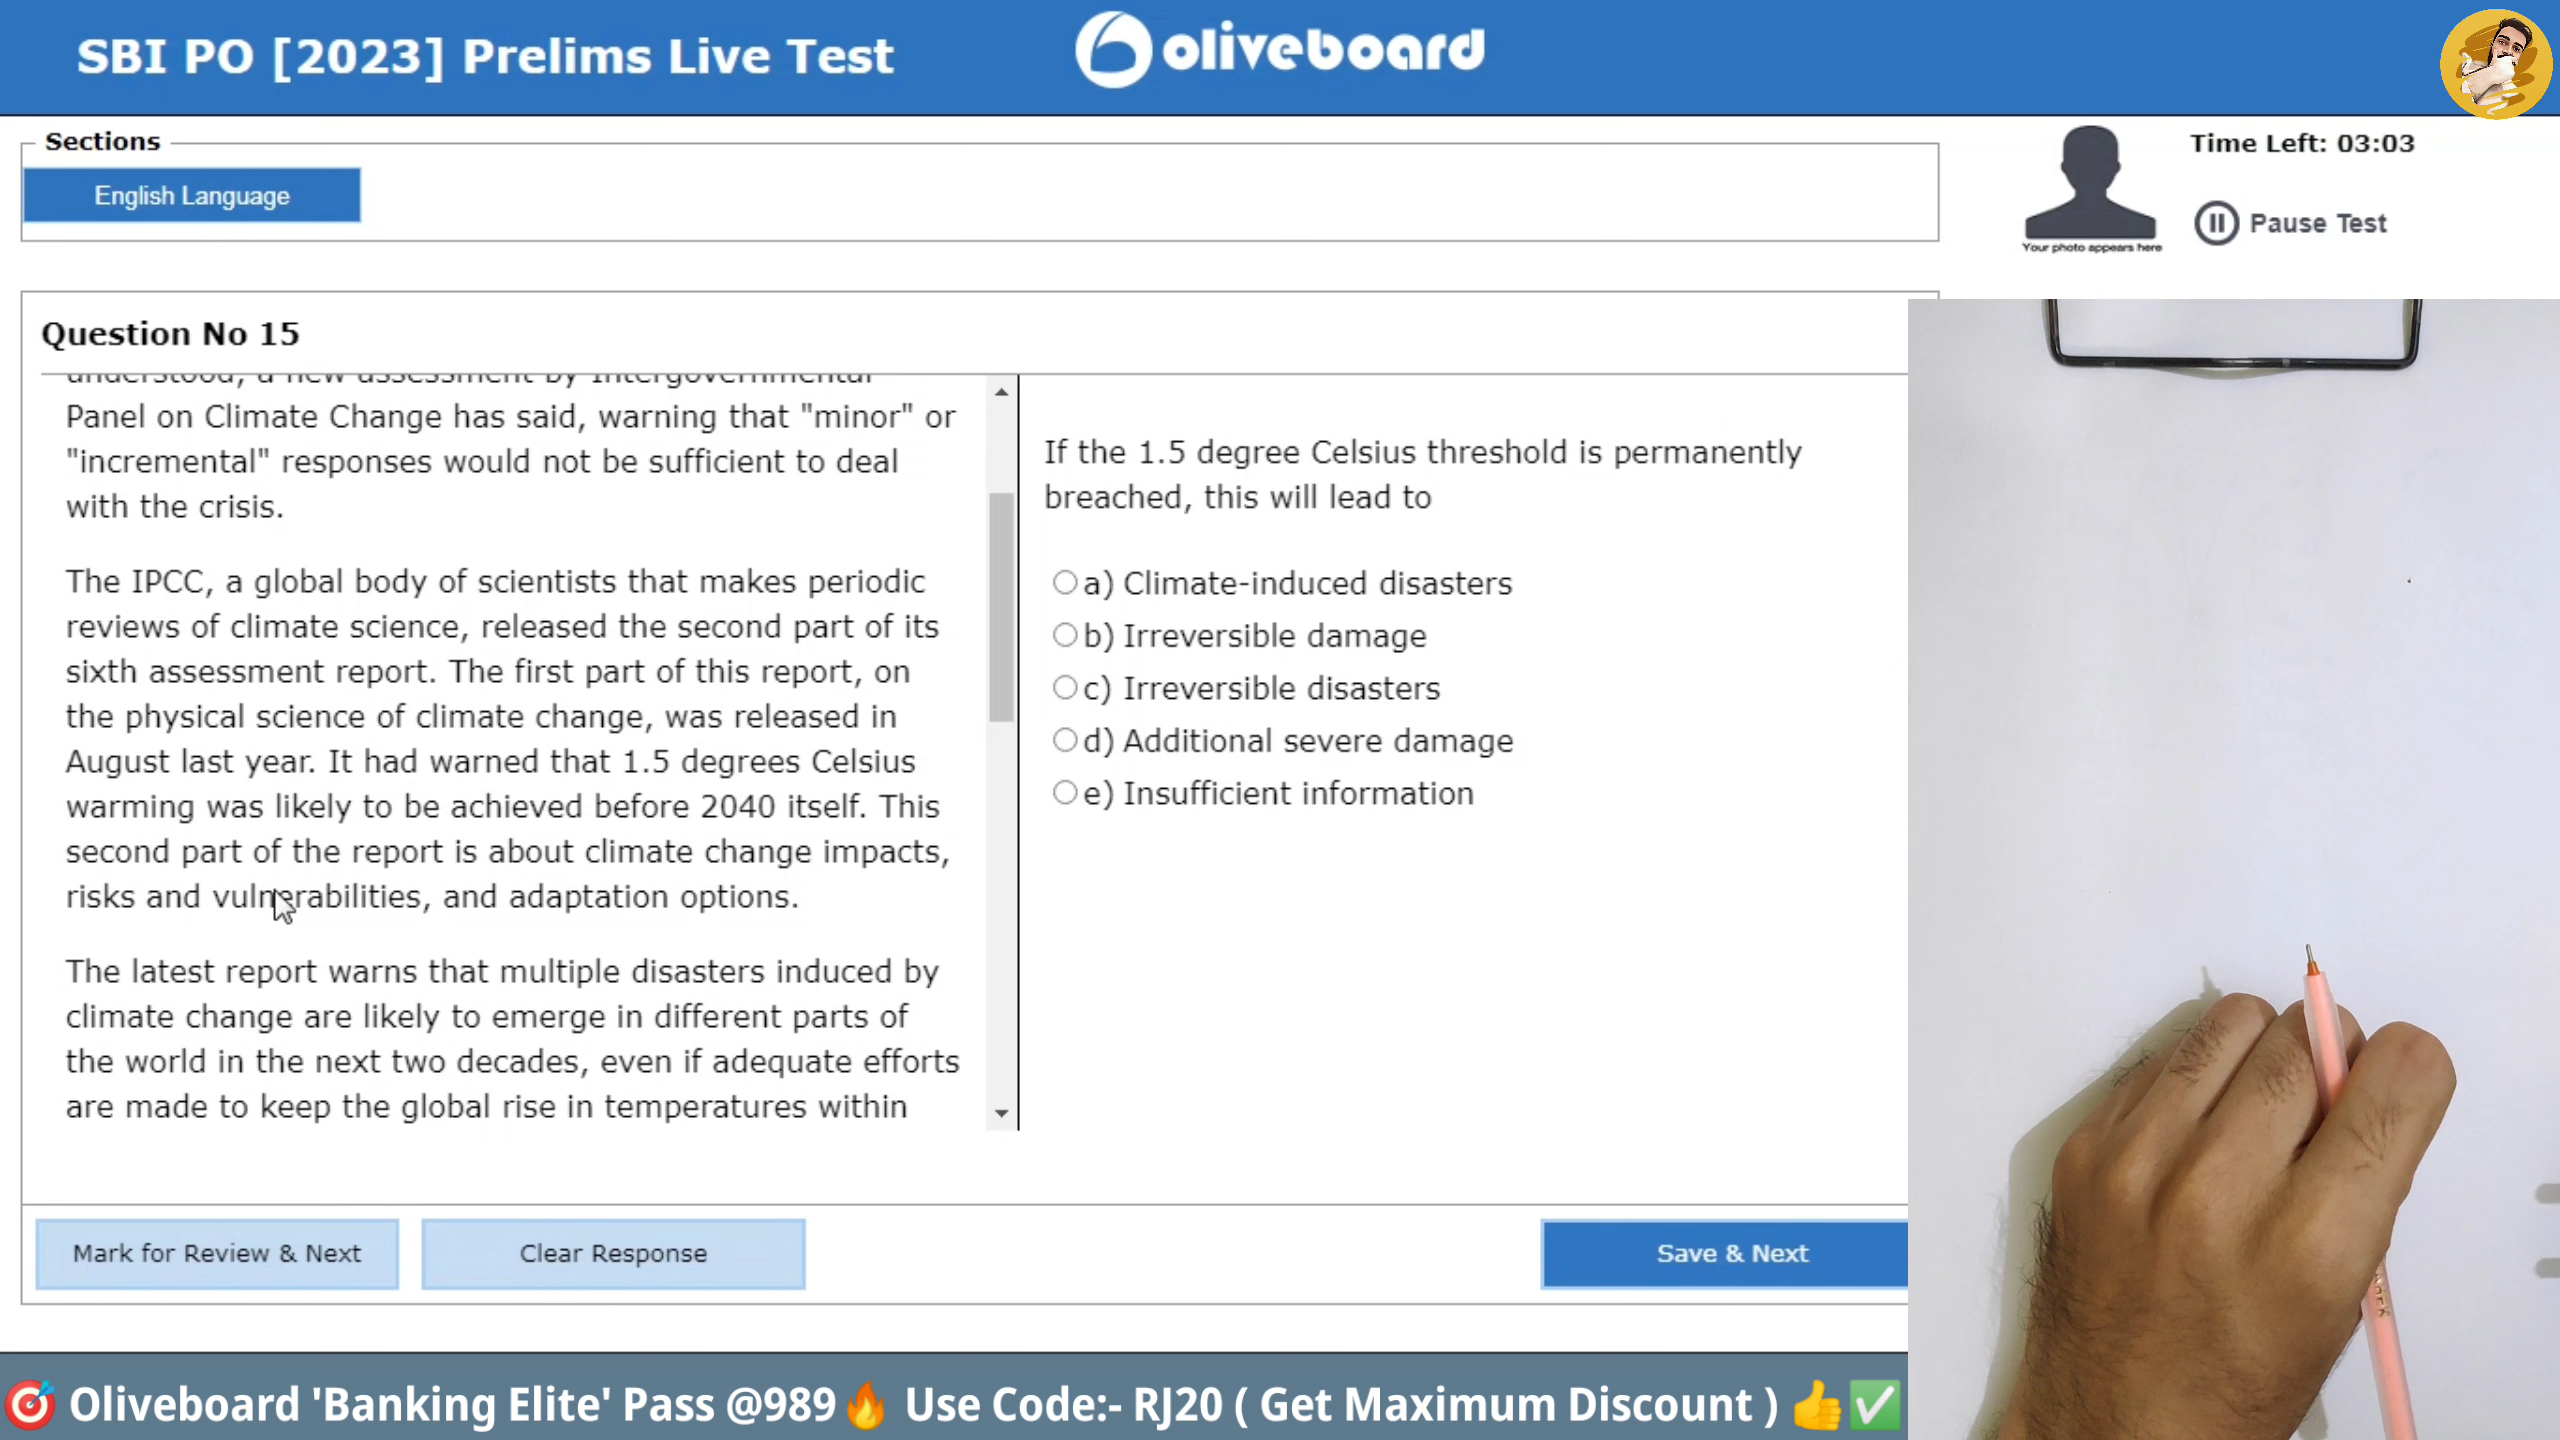 SBI PO [2023] Prelims Live Test
oliveboard
Sections
English Language
Time Left: 03:03
Your photo appears here
Pause Test
Question No 15
understood, a new assessment by Intergovernmental
Panel on Climate Change has said, warning that "minor" or
"incremental" responses would not be sufficient to deal
with the crisis.
The IPCC, a global body of scientists that makes periodic
reviews of climate science, released the second part of its
sixth assessment report. The first part of this report, on
the physical science of climate change, was released in
August last year. It had warned that 1.5 degrees Celsius
warming was likely to be achieved before 2040 itself. This
second part of the report is about climate change impacts,
risks and vulnerabilities, and adaptation options.
The latest report warns that multiple disasters induced by
climate change are likely to emerge in different parts of
the world in the next two decades, even if adequate efforts
are made to keep the global rise in temperatures within
If the 1.5 degree Celsius threshold is permanently
breached, this will lead to
a) Climate-induced disasters
b) Irreversible damage
c) Irreversible disasters
d) Additional severe damage
e) Insufficient information
Mark for Review & Next
Clear Response
Save & Next
Oliveboard 'Banking Elite' Pass @989 Use Code:- RJ20 ( Get Maximum Discount )